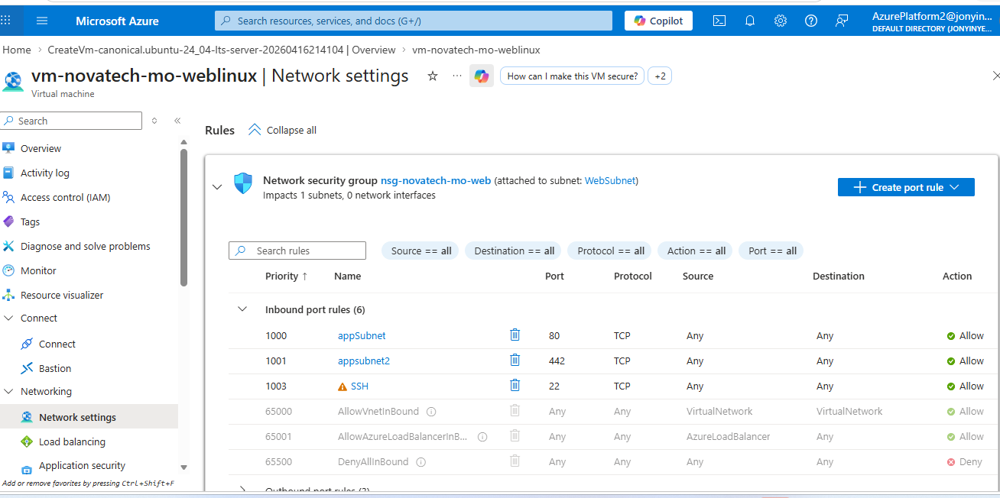 Microsoft Azure
Search resources, services, and docs (G+/)
Copilot
AzurePlatform2@jonyin...
DEFAULT DIRECTORY (JONYINYE...
Home > CreateVm-canonical.ubuntu-24_04-lts-server-20260416214104 | Overview > vm-novatech-mo-weblinux
vm-novatech-mo-weblinux | Network settings
How can I make this VM secure?
+2
Virtual machine
Search
Overview
Activity log
Access control (IAM)
Tags
Diagnose and solve problems
Monitor
Resource visualizer
Connect
Connect
Bastion
Networking
Network settings
Load balancing
Application security
Add or remove favorites by pressing Ctrl+Shift+F
Rules
Collapse all
Network security group nsg-novatech-mo-web (attached to subnet: WebSubnet)
Impacts 1 subnets, 0 network interfaces
Create port rule
Search rules
Source == all
Destination == all
Protocol == all
Action == all
Port == all
Priority ↑ Name Port Protocol Source Destination Action
Inbound port rules (6)
1000 appSubnet 80 TCP Any Any Allow
1001 appsubnet2 442 TCP Any Any Allow
1003 SSH 22 TCP Any Any Allow
65000 AllowVnetInBound Any Any VirtualNetwork VirtualNetwork Allow
65001 AllowAzureLoadBalancerInB... Any Any AzureLoadBalancer Any Allow
65500 DenyAllInBound Any Any Any Any Deny
Outbound port rules